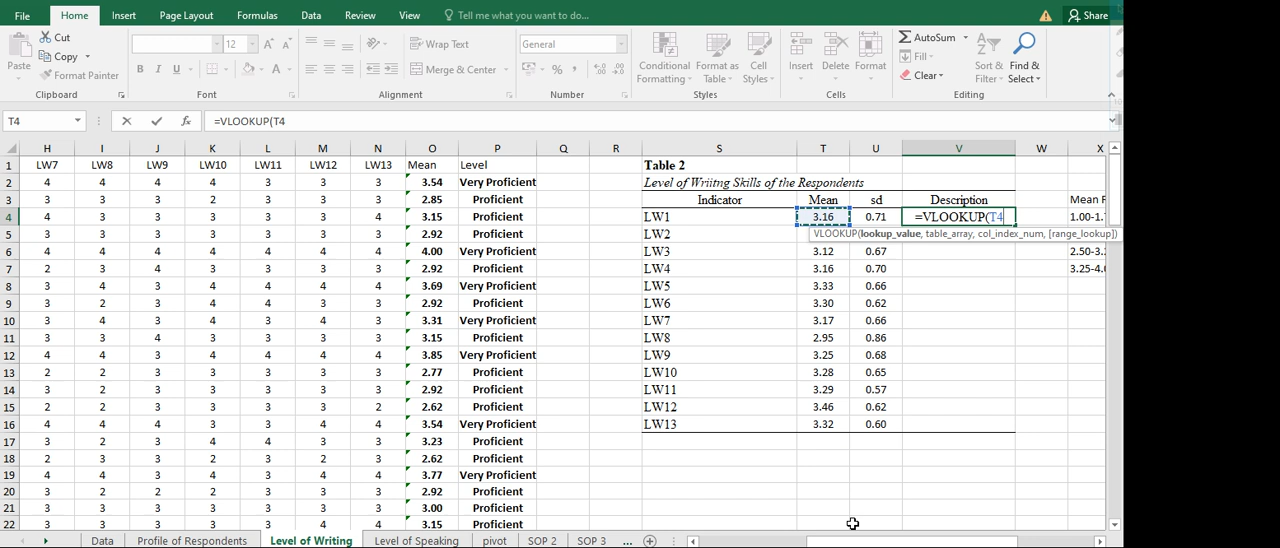 File Home Insert Page Layout Formulas Data Review View Tell me what you want to do... Share
Paste Cut Copy Format Painter
12 A A Wrap Text General
B I U A Merge & Center % , Conditional Formatting Format as Table Cell Styles Insert Delete Format
AutoSum Fill Clear Sort & Filter Find & Select
Clipboard Font Alignment Number Styles Cells Editing
T4 fx =VLOOKUP(T4
H I J K L M N O P Q R S T U V W X
1 LW7 LW8 LW9 LW10 LW11 LW12 LW13 Mean Level Table 2
2 4 4 4 4 3 3 3 3.54 Very Proficient Level of Wriitng Skills of the Respondents
3 3 3 3 2 3 3 3 2.85 Proficient Indicator Mean sd Description Mean
4 4 3 3 3 3 3 4 3.15 Proficient LW1 3.16 0.71 =VLOOKUP(T4
5 3 3 3 3 3 3 3 2.92 Proficient LW2 VLOOKUP(lookup_value, table_array, col_index_num, [range_lookup])
6 4 4 4 4 4 4 4 4.00 Very Proficient LW3 3.12 0.67
7 2 3 4 3 3 3 3 2.92 Proficient LW4 3.16 0.70
8 4 4 3 3 4 3 4 3.69 Very Proficient LW5 3.33 0.66
9 3 2 3 4 4 3 3 2.92 Proficient LW6 3.30 0.62
10 3 4 3 4 3 4 3 3.31 Very Proficient LW7 3.17 0.66
11 3 3 4 3 3 3 3 3.15 Proficient LW8 2.95 0.86
12 4 4 3 4 4 4 3 3.85 Very Proficient LW9 3.25 0.68
13 2 2 3 3 3 3 3 2.77 Proficient LW10 3.28 0.65
14 3 2 3 3 3 3 3 2.92 Proficient LW11 3.29 0.57
15 2 2 3 3 3 3 2 2.62 Proficient LW12 3.46 0.62
16 4 4 4 3 3 4 4 3.54 Very Proficient LW13 3.32 0.60
17 3 2 3 4 4 3 3 3.23 Proficient
18 2 3 3 2 3 2 3 2.62 Proficient
19 4 4 3 4 3 4 4 3.77 Very Proficient
20 3 2 2 2 3 3 3 2.92 Proficient
21 3 3 3 3 3 3 3 3.00 Proficient
22 3 3 3 3 3 4 4 3.15 Proficient
Data Profile of Respondents Level of Writing Level of Speaking pivot SOP 2 SOP 3 ...